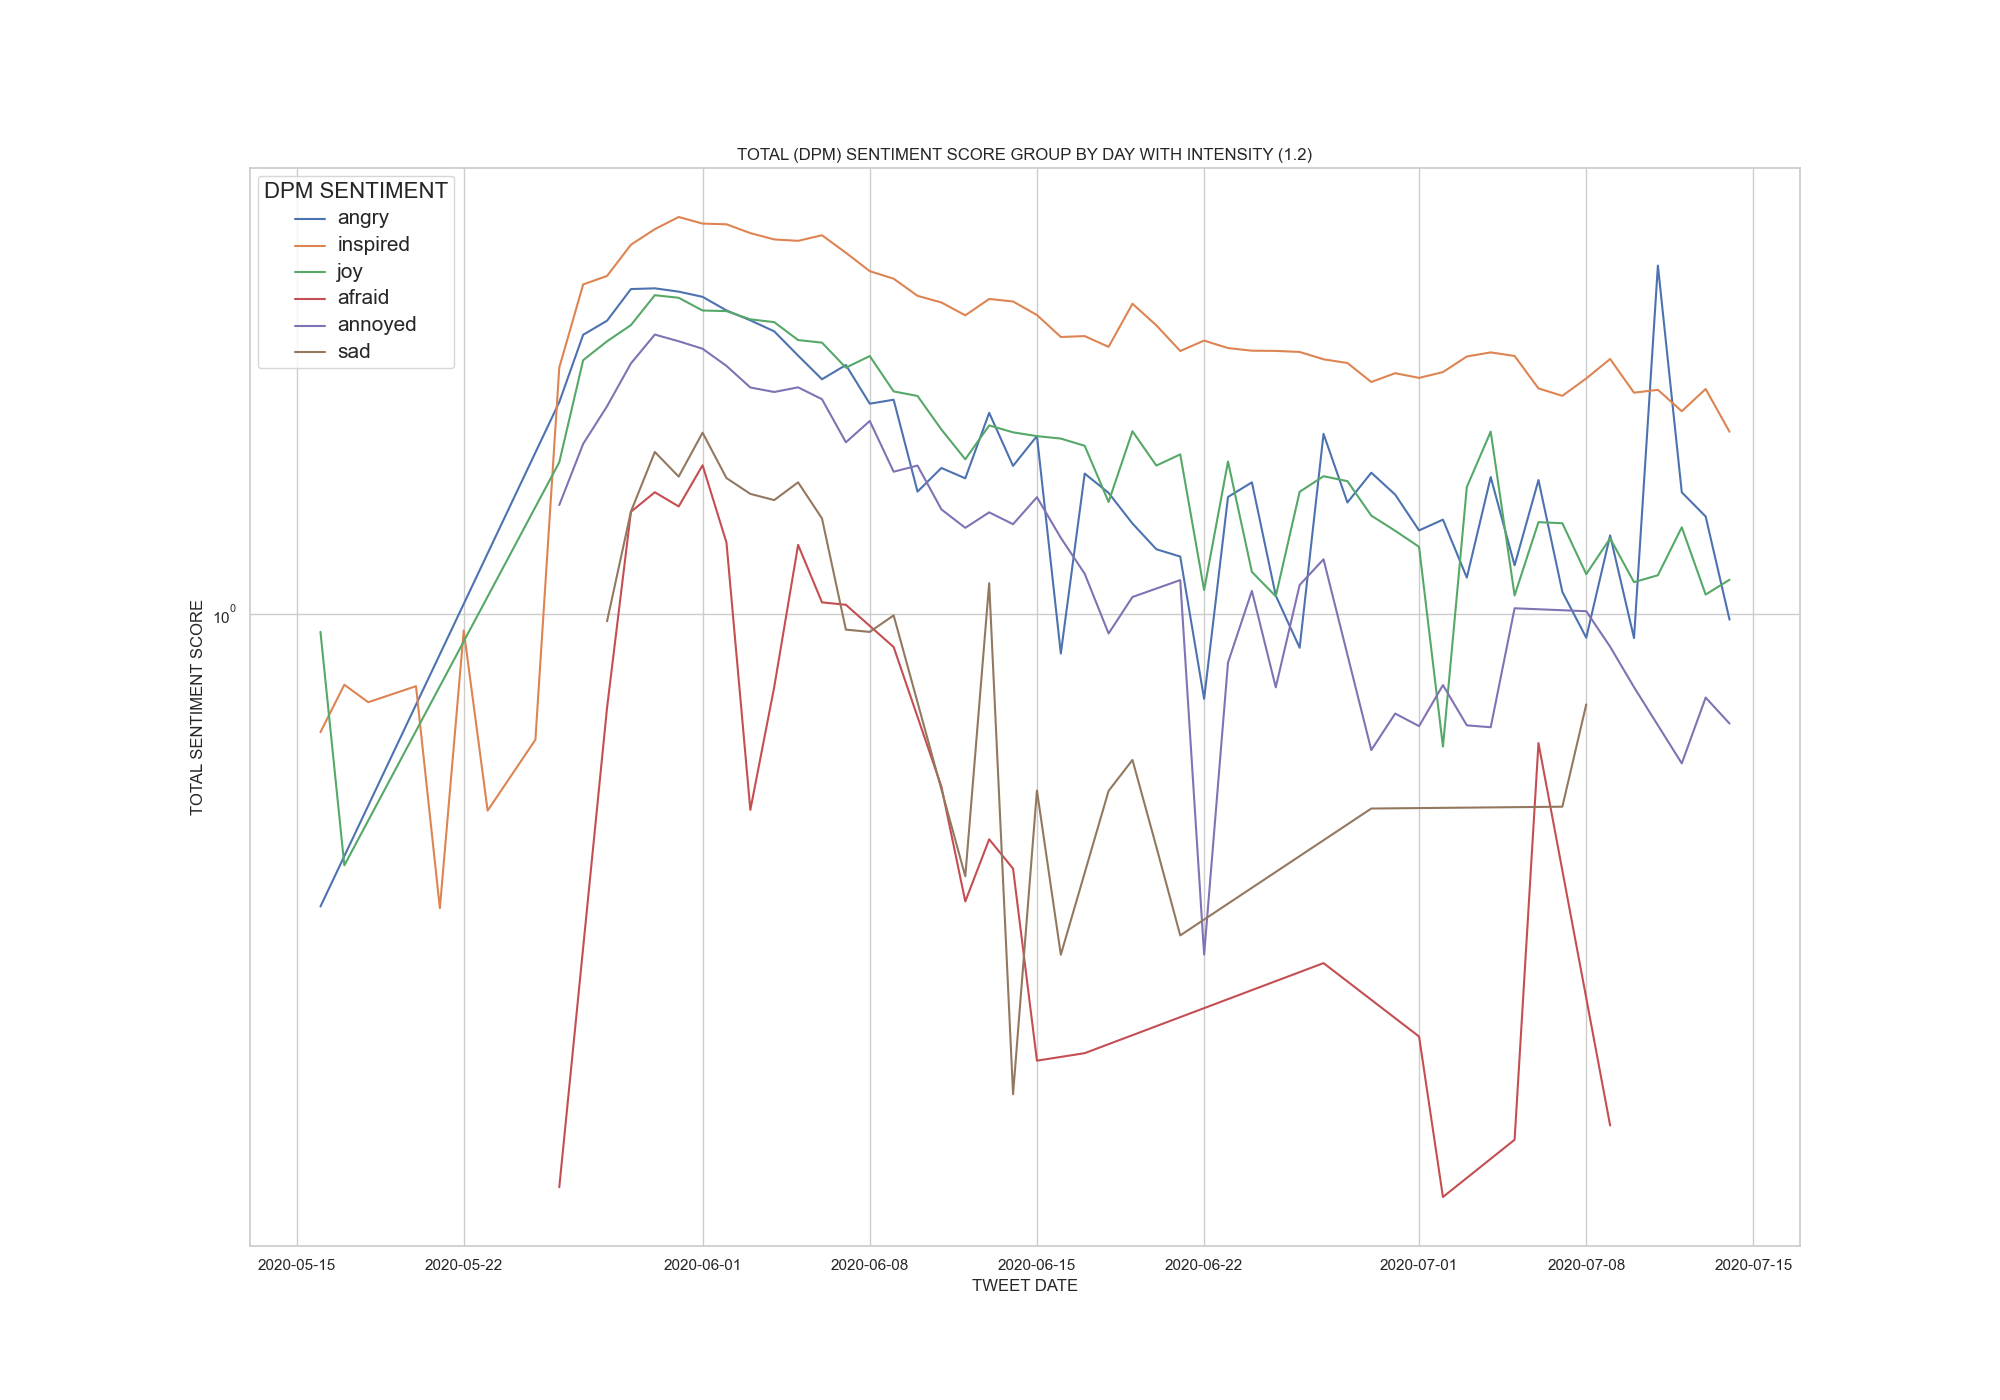 TOTAL (DPM) SENTIMENT SCORE GROUP BY DAY WITH INTENSITY (1.2)
DPM SENTIMENT
angry
inspired
joy
afraid
annoyed
sad
10⁰
TOTAL SENTIMENT SCORE
2020-05-15 2020-05-22 2020-06-01 2020-06-08 2020-06-15 2020-06-22 2020-07-01 2020-07-08 2020-07-15
TWEET DATE